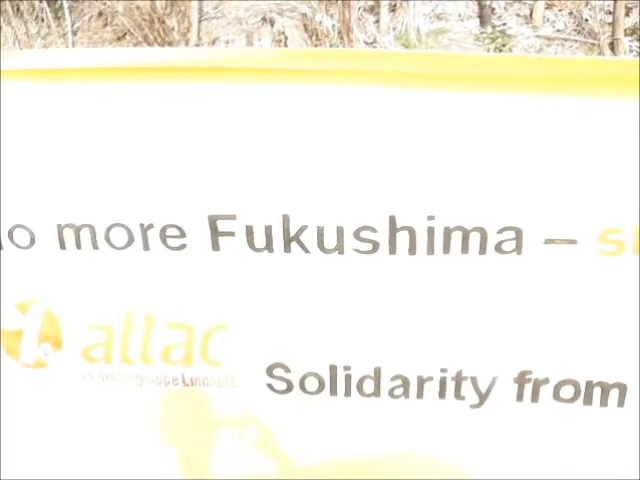 o more Fukushima –
attac
Solidarity from